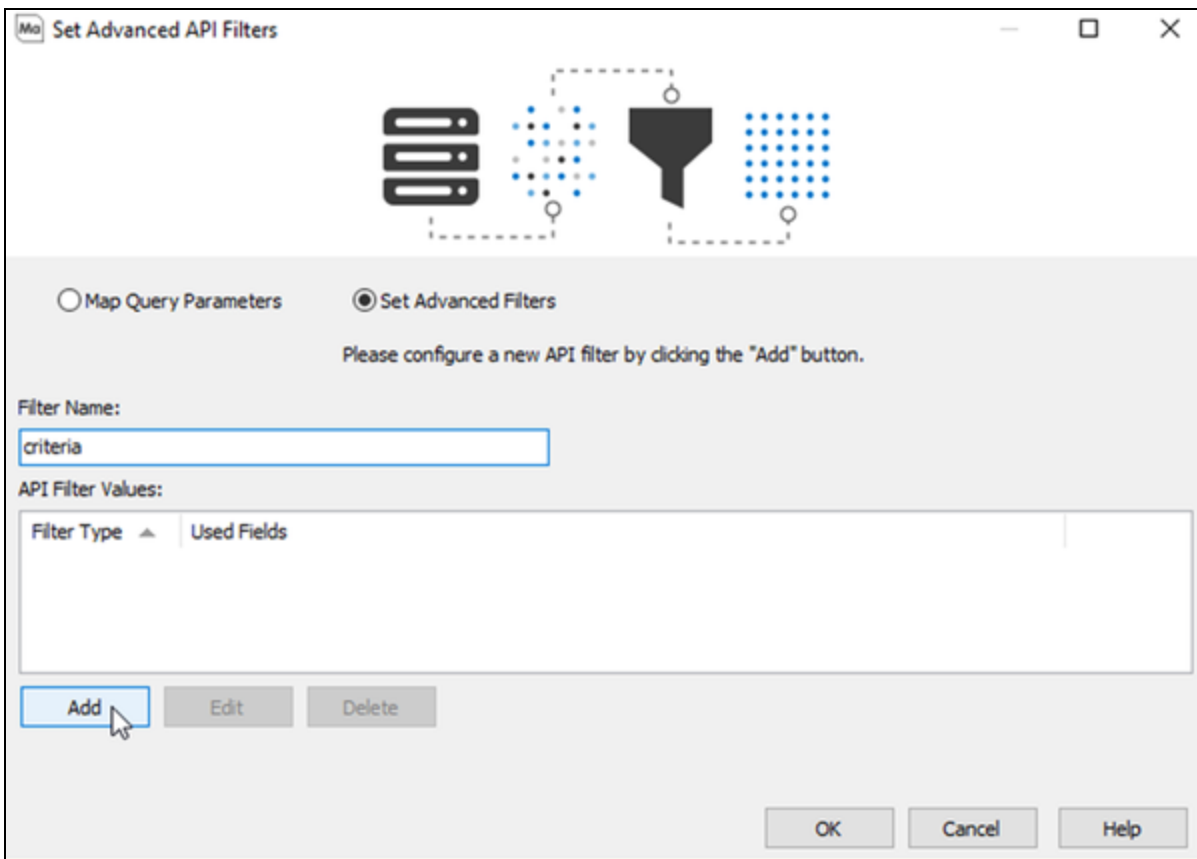 Ma Set Advanced API Filters
Map Query Parameters Set Advanced Filters
Please configure a new API filter by clicking the "Add" button.
Filter Name:
criteria
API Filter Values:
Filter Type Used Fields
Add Edit Delete
OK Cancel Help